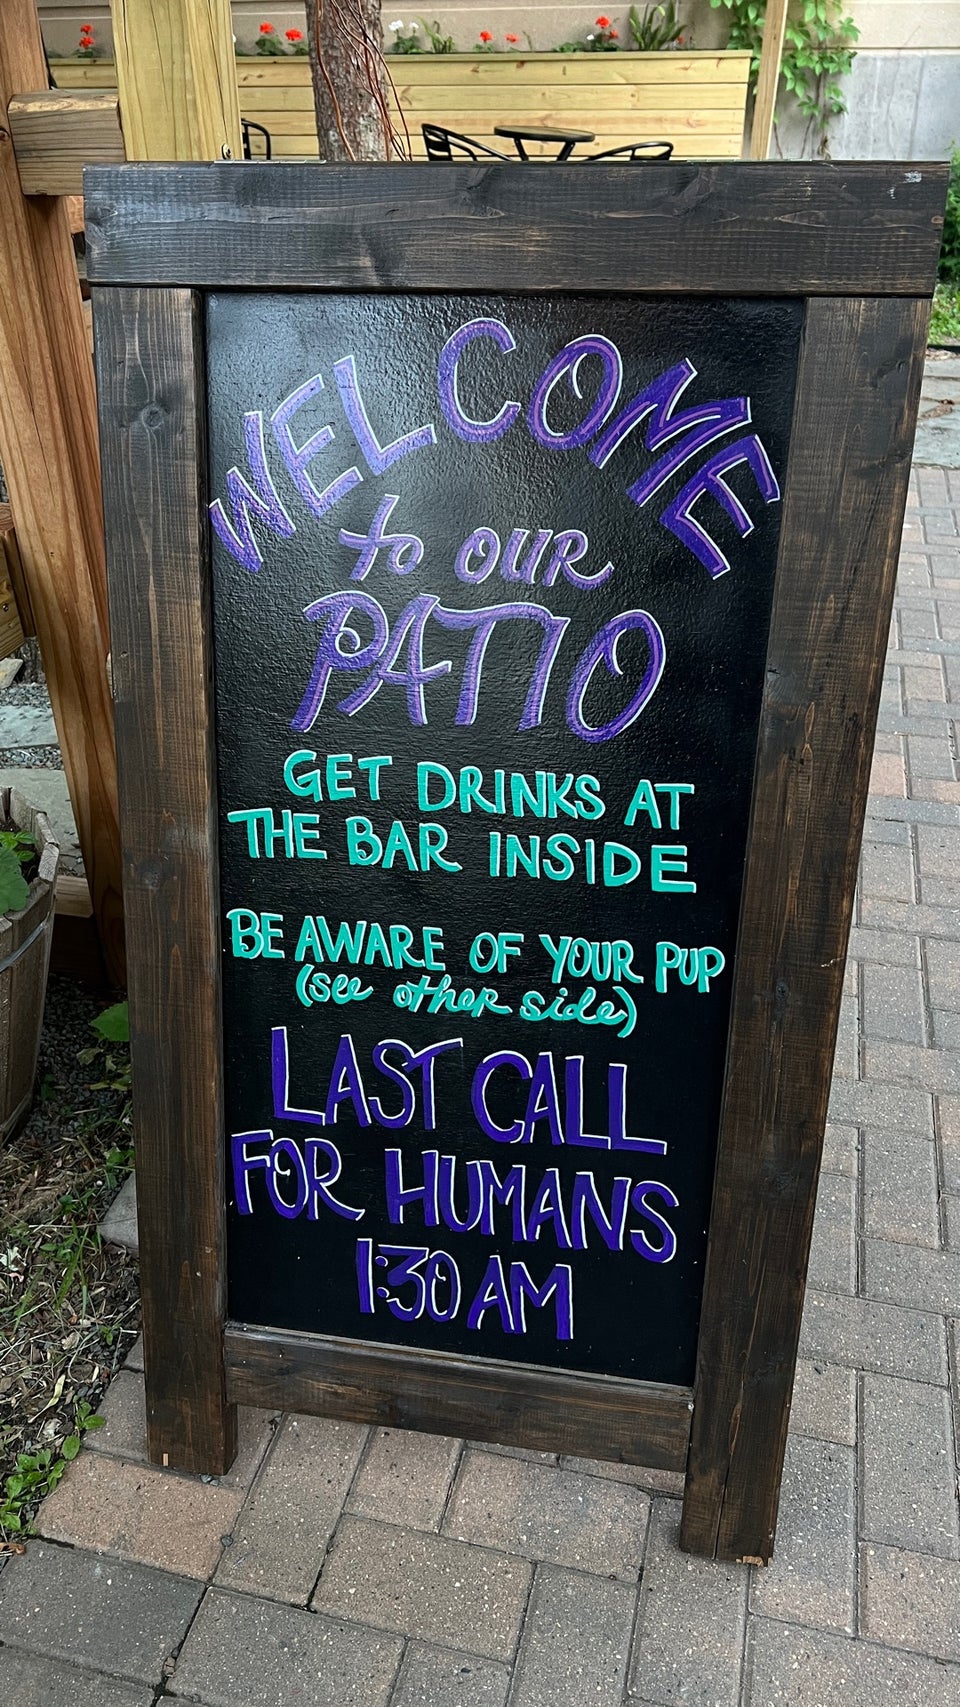 WELCOME
to OUR
PATIO
GET DRINKS AT
THE BAR INSIDE
BE AWARE OF YOUR PUP
(see other side)
LAST CALL
FOR HUMANS
1:30 AM